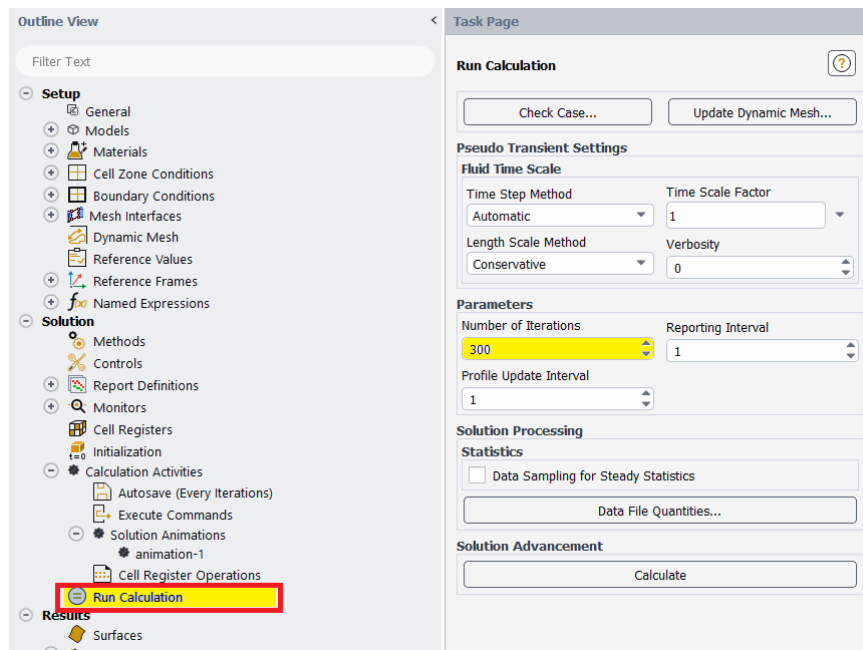 Outline View
<
Filter Text
Setup
General
Models
Materials
Cell Zone Conditions
Boundary Conditions
Mesh Interfaces
Dynamic Mesh
Reference Values
Reference Frames
f(x) Named Expressions
Solution
Methods
Controls
Report Definitions
Monitors
Cell Registers
t=0 Initialization
Calculation Activities
Autosave (Every Iterations)
Execute Commands
Solution Animations
animation-1
Cell Register Operations
Run Calculation
Results
Surfaces
Task Page
Run Calculation
?
Check Case...
Update Dynamic Mesh...
Pseudo Transient Settings
Fluid Time Scale
Time Step Method
Time Scale Factor
Automatic
1
Length Scale Method
Verbosity
Conservative
0
Parameters
Number of Iterations
Reporting Interval
300
1
Profile Update Interval
1
Solution Processing
Statistics
Data Sampling for Steady Statistics
Data File Quantities...
Solution Advancement
Calculate